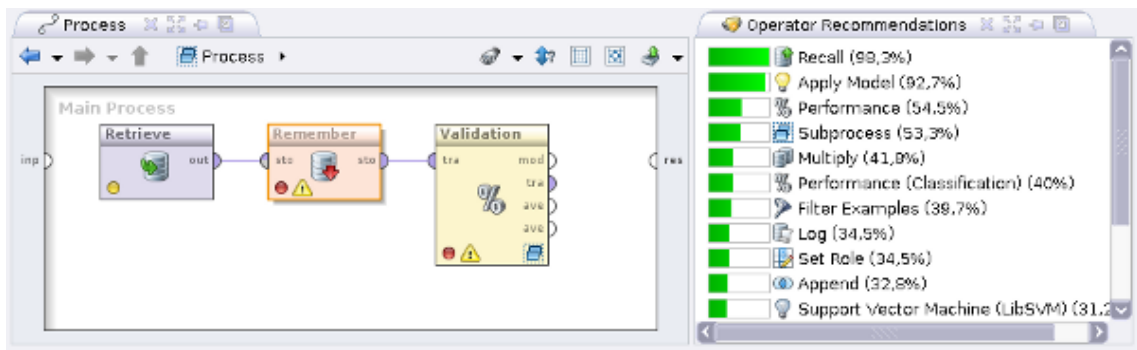 Process
Process
Main Process
Retrieve
Remember
Validation
inp
out
sto
sto
tra
mod
tra
ave
ave
out
res
Operator Recommendations
Recall (98,3%)
Apply Model (92,7%)
Performance (54,5%)
Subprocess (53,3%)
Multiply (41,8%)
Performance (Classification) (40%)
Filter Examples (39,7%)
Log (34,5%)
Set Role (34,5%)
Append (32,8%)
Support Vector Machine (LibSVM) (31,2